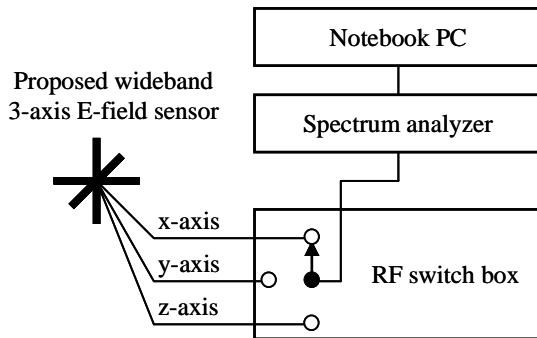 Notebook PC
Proposed wideband
3-axis E-field sensor
Spectrum analyzer
x-axis
y-axis
RF switch box
z-axis